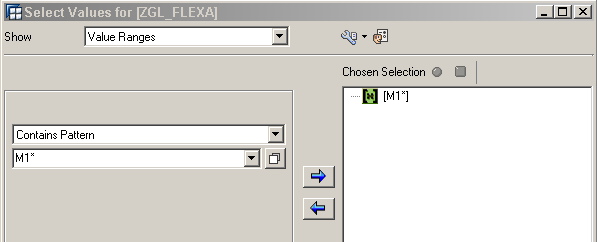 Select Values for [ZGL_FLEXA]
Show Value Ranges
Chosen Selection
[M1*]
Contains Pattern
M1*